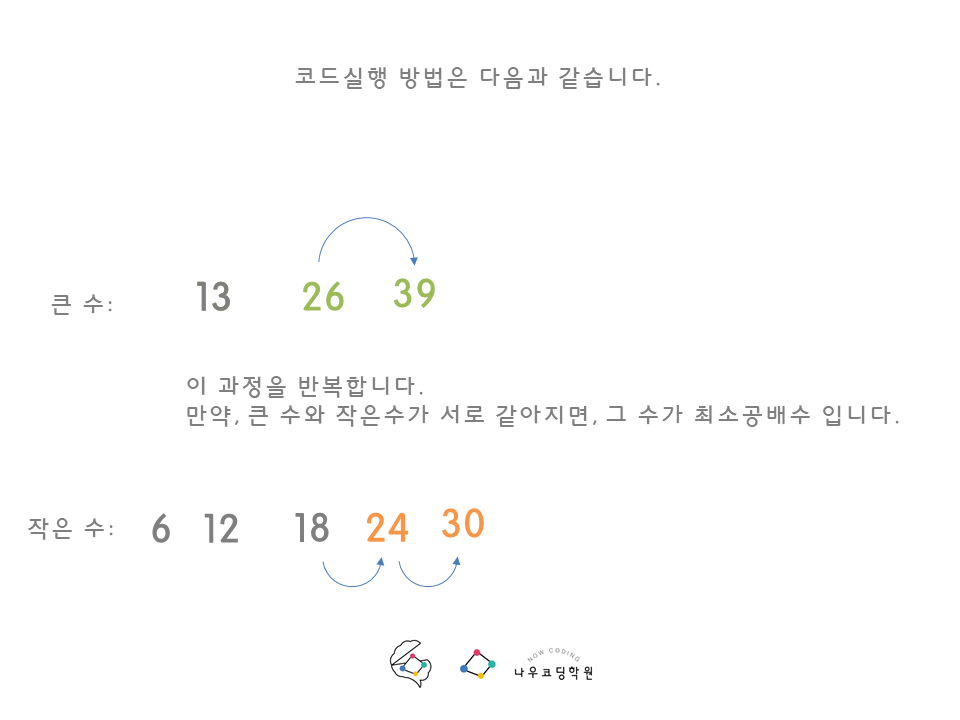 코드실행 방법은 다음과 같습니다.
큰 수: 13 26 39
이 과정을 반복합니다.
만약, 큰 수와 작은수가 서로 같아지면, 그 수가 최소공배수 입니다.
작은 수: 6 12 18 24 30
NOW CODING
나우코딩학원